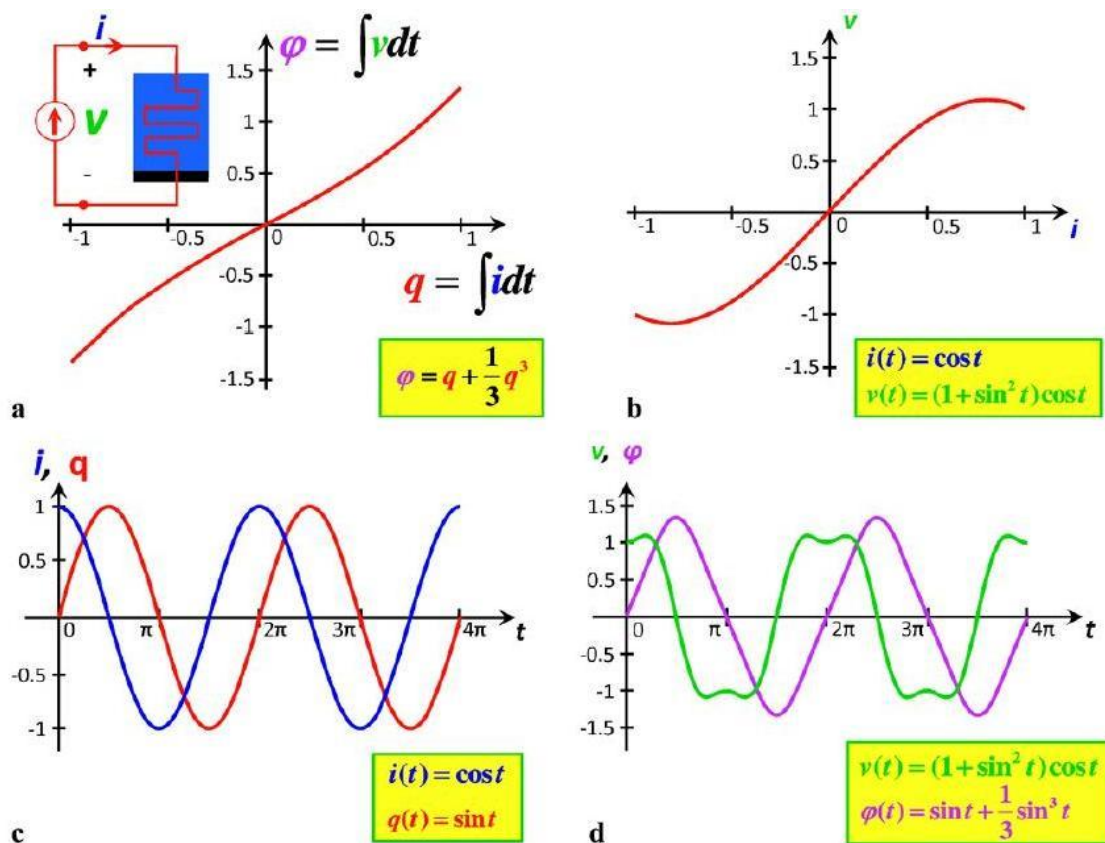 i
+
v
-
φ = ∫vdt
1.5
1
0.5
-1
-0.5
0
0.5
1
-0.5
-1
-1.5
q = ∫idt
φ = q + 1/3 q³
a
v
1.5
1
0.5
-1
-0.5
0
0.5
1
i
-0.5
-1
-1.5
i(t) = cos t
v(t) = (1 + sin² t) cos t
b
i, q
1
0.5
0
π
2π
3π
4π
t
-0.5
-1
i(t) = cos t
q(t) = sin t
c
v, φ
1.5
1
0.5
0
π
2π
3π
4π
t
-0.5
-1
-1.5
v(t) = (1 + sin² t) cos t
φ(t) = sin t + 1/3 sin³ t
d